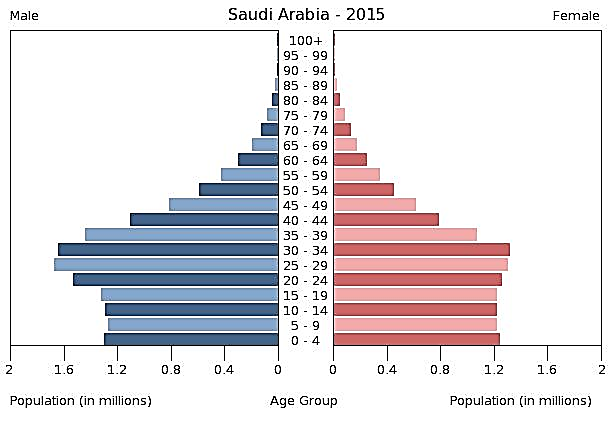 Male Saudi Arabia - 2015 Female
100+
95 - 99
90 - 94
85 - 89
80 - 84
75 - 79
70 - 74
65 - 69
60 - 64
55 - 59
50 - 54
45 - 49
40 - 44
35 - 39
30 - 34
25 - 29
20 - 24
15 - 19
10 - 14
5 - 9
0 - 4
2 1.6 1.2 0.8 0.4 0 0 0.4 0.8 1.2 1.6 2
Population (in millions) Age Group Population (in millions)